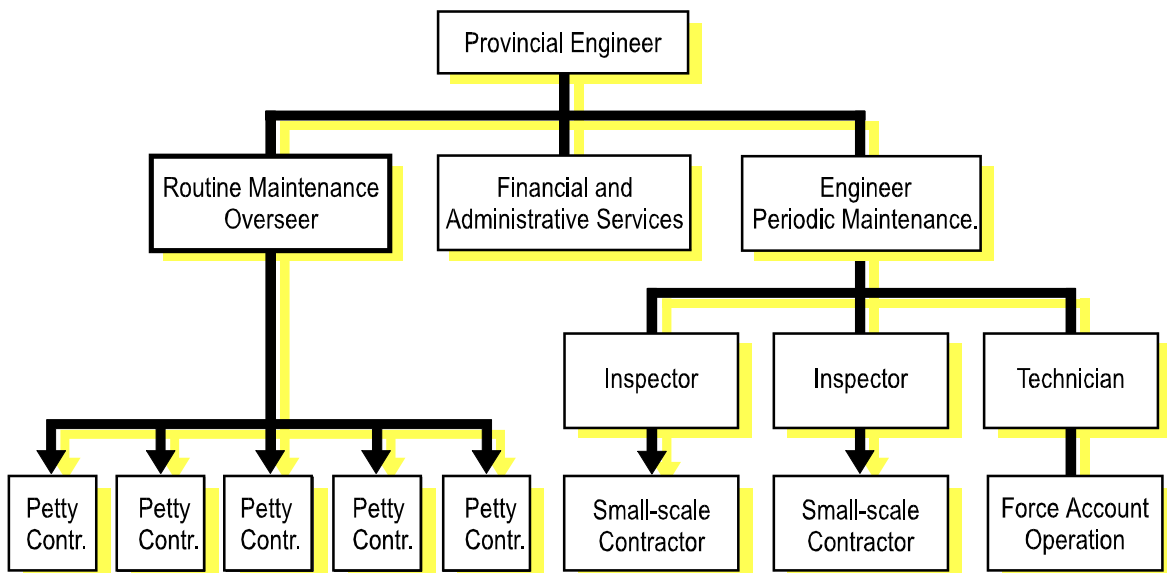 Provincial Engineer
Routine Maintenance
Overseer
Financial and
Administrative Services
Engineer
Periodic Maintenance.
Inspector
Inspector
Technician
Petty
Contr.
Petty
Contr.
Petty
Contr.
Petty
Contr.
Petty
Contr.
Small-scale
Contractor
Small-scale
Contractor
Force Account
Operation